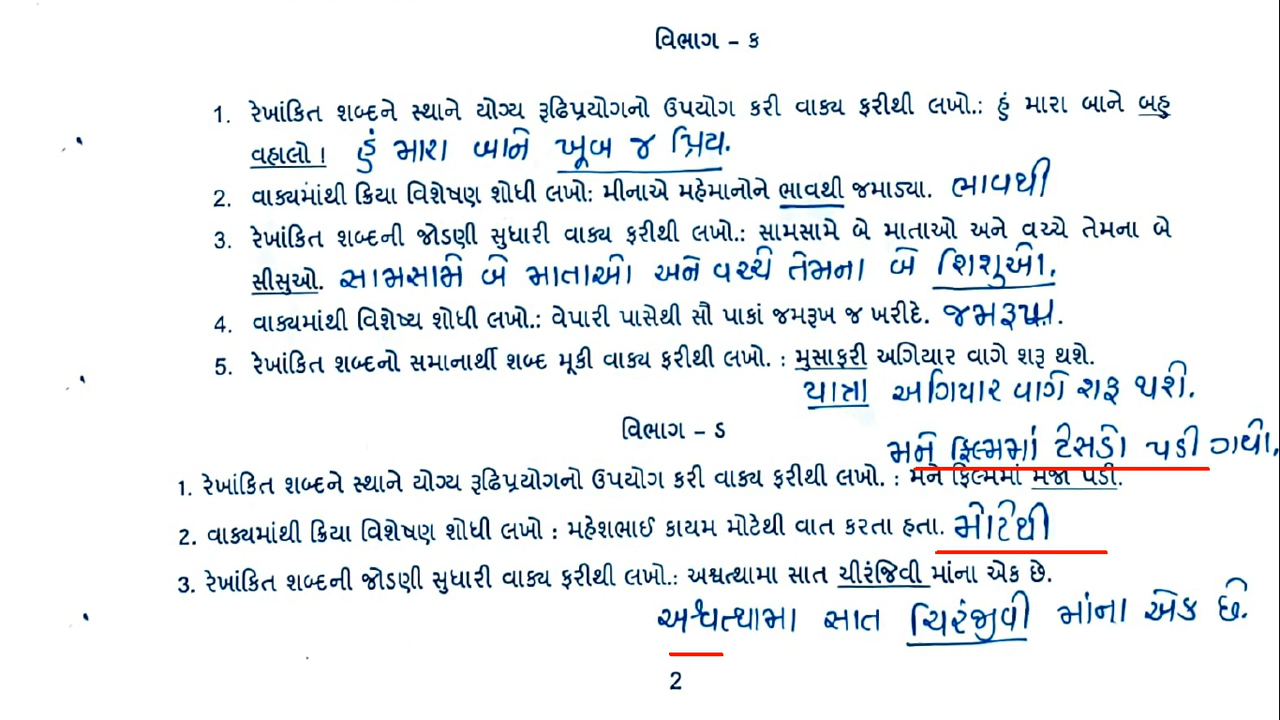 વિભાગ – ક
1. રેખાંકિત શબ્દને સ્થાને યોગ્ય રૂઢિપ્રયોગનો ઉપયોગ કરી વાક્ય ફરીથી લખો.: હું મારા બાને બહુ
વહાલો ! હું મારા બાને ખૂબ જ પ્રિય.
2. વાક્યમાંથી ક્રિયા વિશેષણ શોધી લખો: મીનાએ મહેમાનોને ભાવથી જમાડ્યા. ભાવથી
3. રેખાંકિત શબ્દની જોડણી સુધારી વાક્ય ફરીથી લખો.: સામસામે બે માતાઓ અને વચ્ચે તેમના બે
સીસુઓ. સામસામે બે માતાઓ અને વચ્ચે તેમના બે શિશુઓ.
4. વાક્યમાંથી વિશેષ્ય શોધી લખો.: વેપારી પાસેથી સૌ પાકાં જમરૂખ જ ખરીદે. જમરૂખ.
5. રેખાંકિત શબ્દનો સમાનાર્થી શબ્દ મૂકી વાક્ય ફરીથી લખો. : મુસાફરી અગિયાર વાગે શરૂ થશે.
યાત્રા અગિયાર વાગે શરૂ થશે.
વિભાગ – ડ
મને ફિલ્મમાં ટેસડો પડી ગયો.
1. રેખાંકિત શબ્દને સ્થાને યોગ્ય રૂઢિપ્રયોગનો ઉપયોગ કરી વાક્ય ફરીથી લખો. : મને ફિલ્મમાં મજા પડી.
2. વાક્યમાંથી ક્રિયા વિશેષણ શોધી લખો : મહેશભાઈ કાયમ મોટેથી વાત કરતા હતા. મોટેથી
3. રેખાંકિત શબ્દની જોડણી સુધારી વાક્ય ફરીથી લખો.: અશ્વત્થામા સાત ચીરંજિવી માંના એક છે.
અશ્વત્થામા સાત ચિરંજીવી માંના એક છે.
2